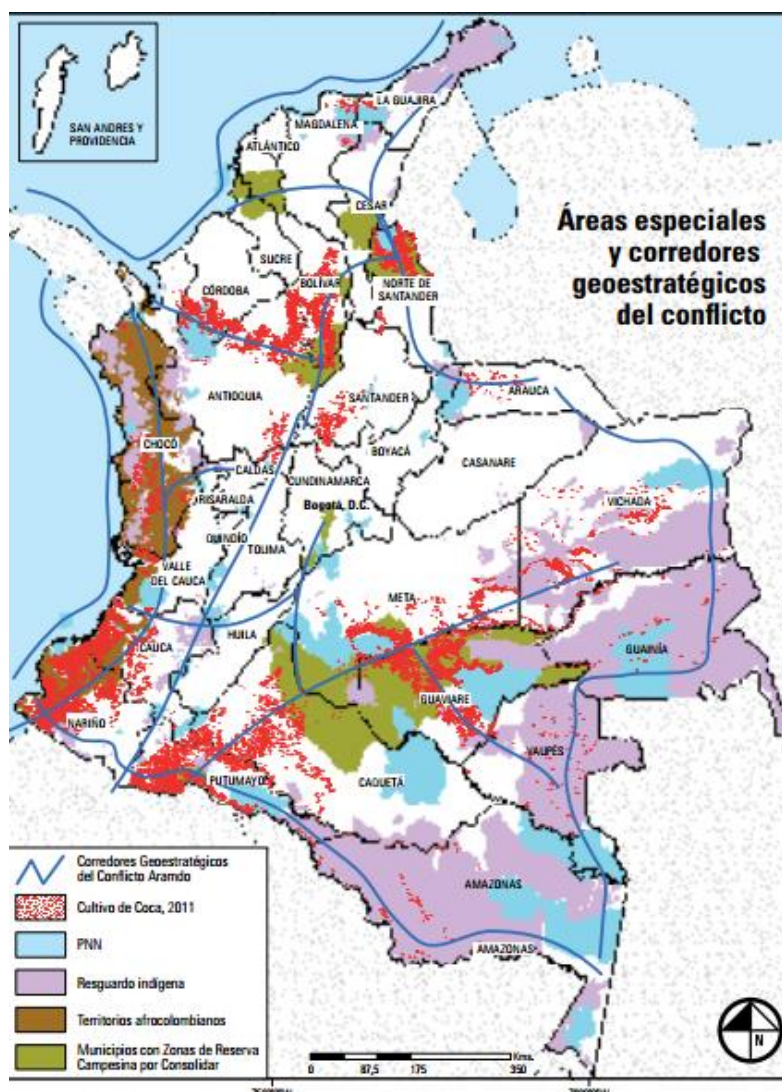 SAN ANDRES Y
PROVIDENCIA
LA GUAJIRA
MAGDALENA
ATLÁNTICO
CESAR
Áreas especiales
y corredores
geoestratégicos
del conflicto
SUCRE
CÓRDOBA
BOLÍVAR
NORTE DE
SANTANDER
ANTIOQUIA
SANTANDER
ARAUCA
CHOCÓ
BOYACÁ
CALDAS
CASANARE
CUNDINAMARCA
RISARALDA
Bogotá, D.C.
VICHADA
QUINDÍO
TOLIMA
VALLE
DEL CAUCA
META
HUILA
CAUCA
GUAINÍA
GUAVIARE
NARIÑO
VAUPÉS
PUTUMAYO
CAQUETÁ
AMAZONAS
AMAZONAS
Corredores Geoestratégicos
del Conflicto Aramdo
Cultivo de Coca, 2011
PNN
Resguardo indígena
Territorios afrocolombianos
Municipios con Zonas de Reserva
Campesina por Consolidar
Kms.
0 87,5 175 350
N